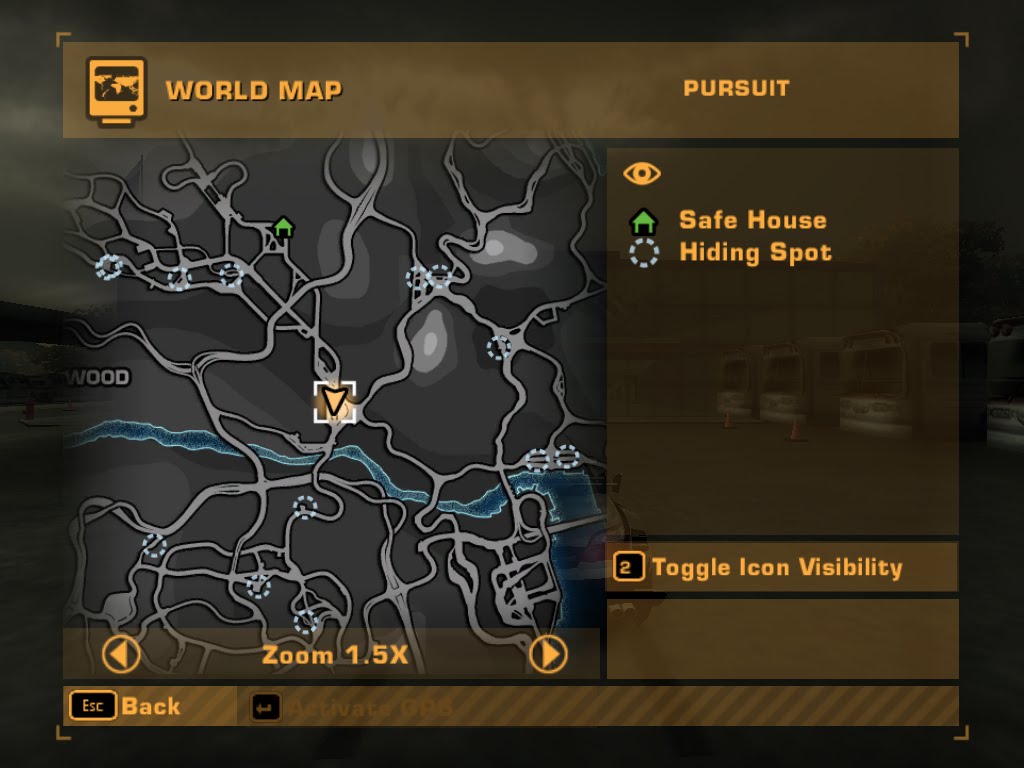 WORLD MAP
PURSUIT
Safe House
Hiding Spot
WOOD
2 Toggle Icon Visibility
Zoom 1.5X
Esc Back
Activate GPS